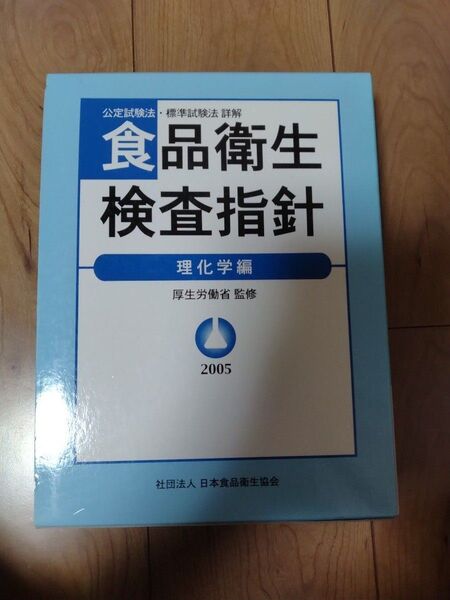 公定試験法・標準試験法 詳解
食品衛生
検査指針
理化学編
厚生労働省 監修
2005
社団法人 日本食品衛生協会